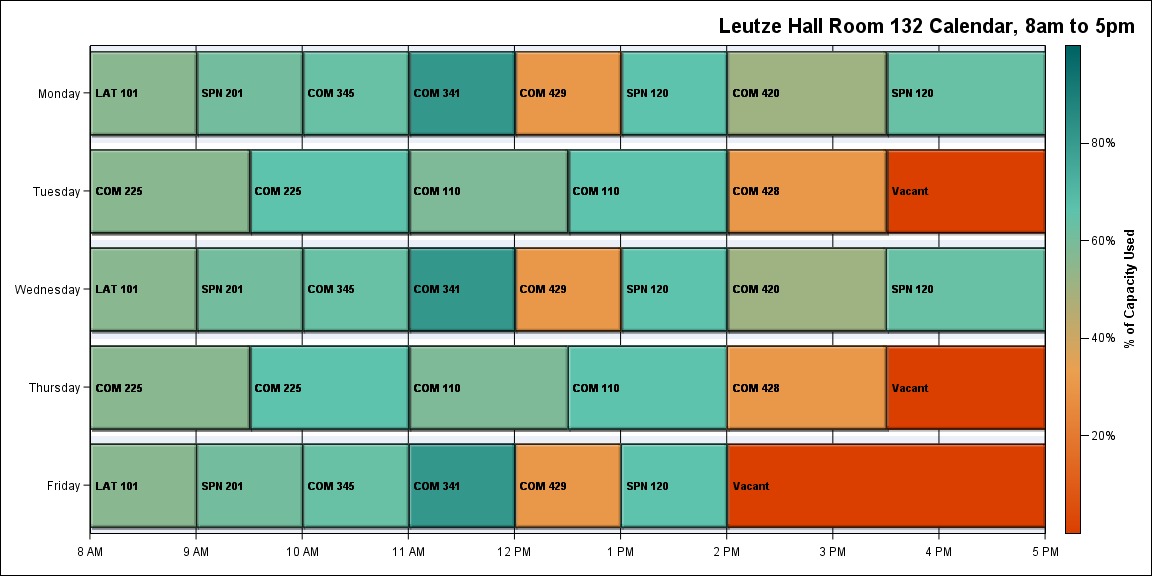 Leutze Hall Room 132 Calendar, 8am to 5pm
Monday
LAT 101
SPN 201
COM 345
COM 341
COM 429
SPN 120
COM 420
SPN 120
Tuesday
COM 225
COM 225
COM 110
COM 110
COM 428
Vacant
Wednesday
LAT 101
SPN 201
COM 345
COM 341
COM 429
SPN 120
COM 420
SPN 120
Thursday
COM 225
COM 225
COM 110
COM 110
COM 428
Vacant
Friday
LAT 101
SPN 201
COM 345
COM 341
COM 429
SPN 120
Vacant
8 AM
9 AM
10 AM
11 AM
12 PM
1 PM
2 PM
3 PM
4 PM
5 PM
80%
60%
40%
20%
% of Capacity Used